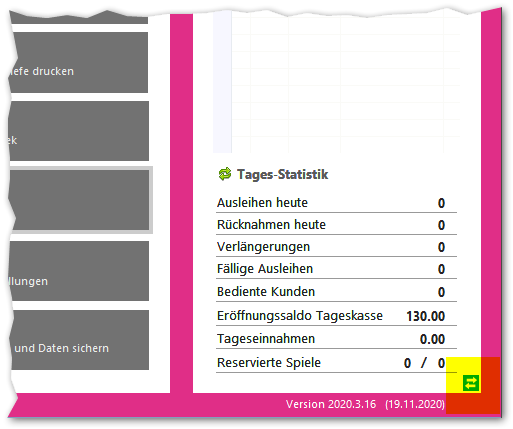 iefe drucken
ek
llungen
und Daten sichern
Tages-Statistik
Ausleihen heute 0
Rücknahmen heute 0
Verlängerungen 0
Fällige Ausleihen 0
Bediente Kunden 0
Eröffnungssaldo Tageskasse 130.00
Tageseinnahmen 0.00
Reservierte Spiele 0 / 0
Version 2020.3.16 (19.11.2020)